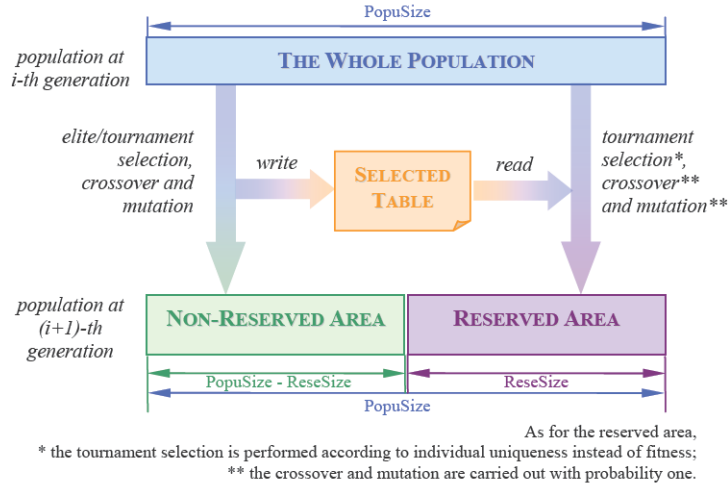 PopuSize
population at
i-th generation
THE WHOLE POPULATION
elite/tournament
selection,
crossover and
mutation
write
SELECTED
TABLE
read
tournament
selection*,
crossover**
and mutation**
population at
(i+1)-th
generation
NON-RESERVED AREA
RESERVED AREA
PopuSize - ReseSize
ReseSize
PopuSize
As for the reserved area,
* the tournament selection is performed according to individual uniqueness instead of fitness;
** the crossover and mutation are carried out with probability one.